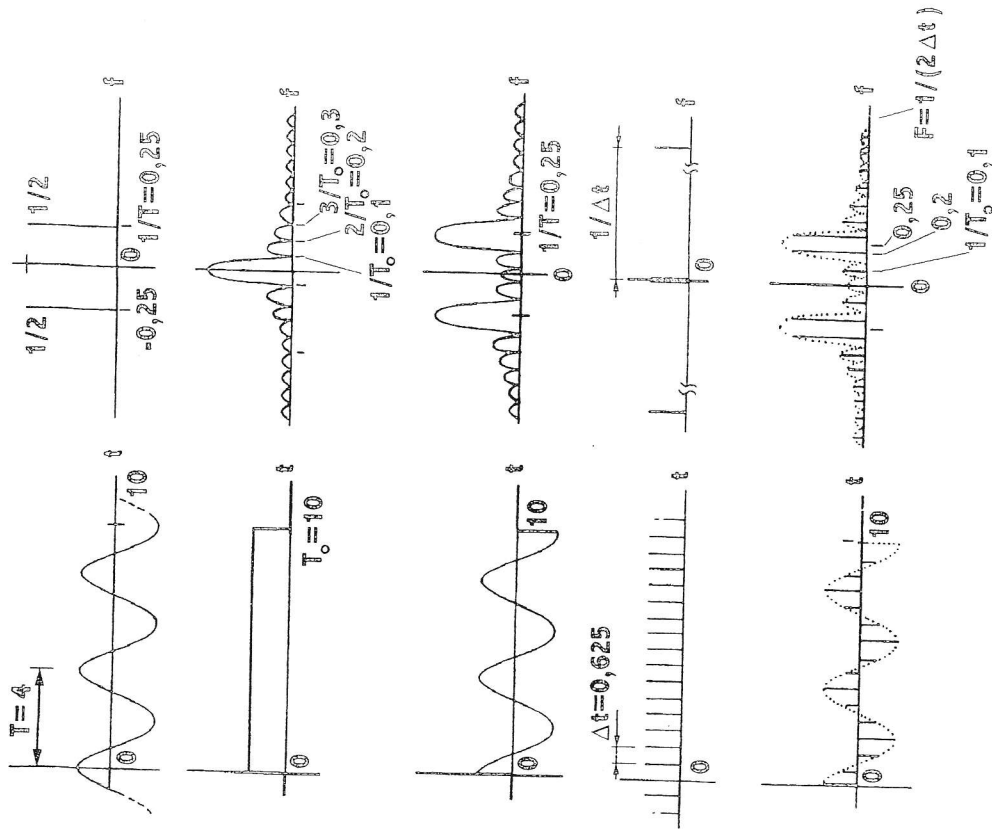 T=4
0
10
t
1/2
1/2
-0,25
0
1/T=0,25
f
0
T₀=10
t
1/T₀=0,1
2/T₀=0,2
3/T₀=0,3
f
0
10
t
0
1/T=0,25
f
Δt=0,625
0
t
1/Δt
0
f
0
10
t
0
1/T₀=0,1
0,2
0,25
F=1/(2Δt)
f